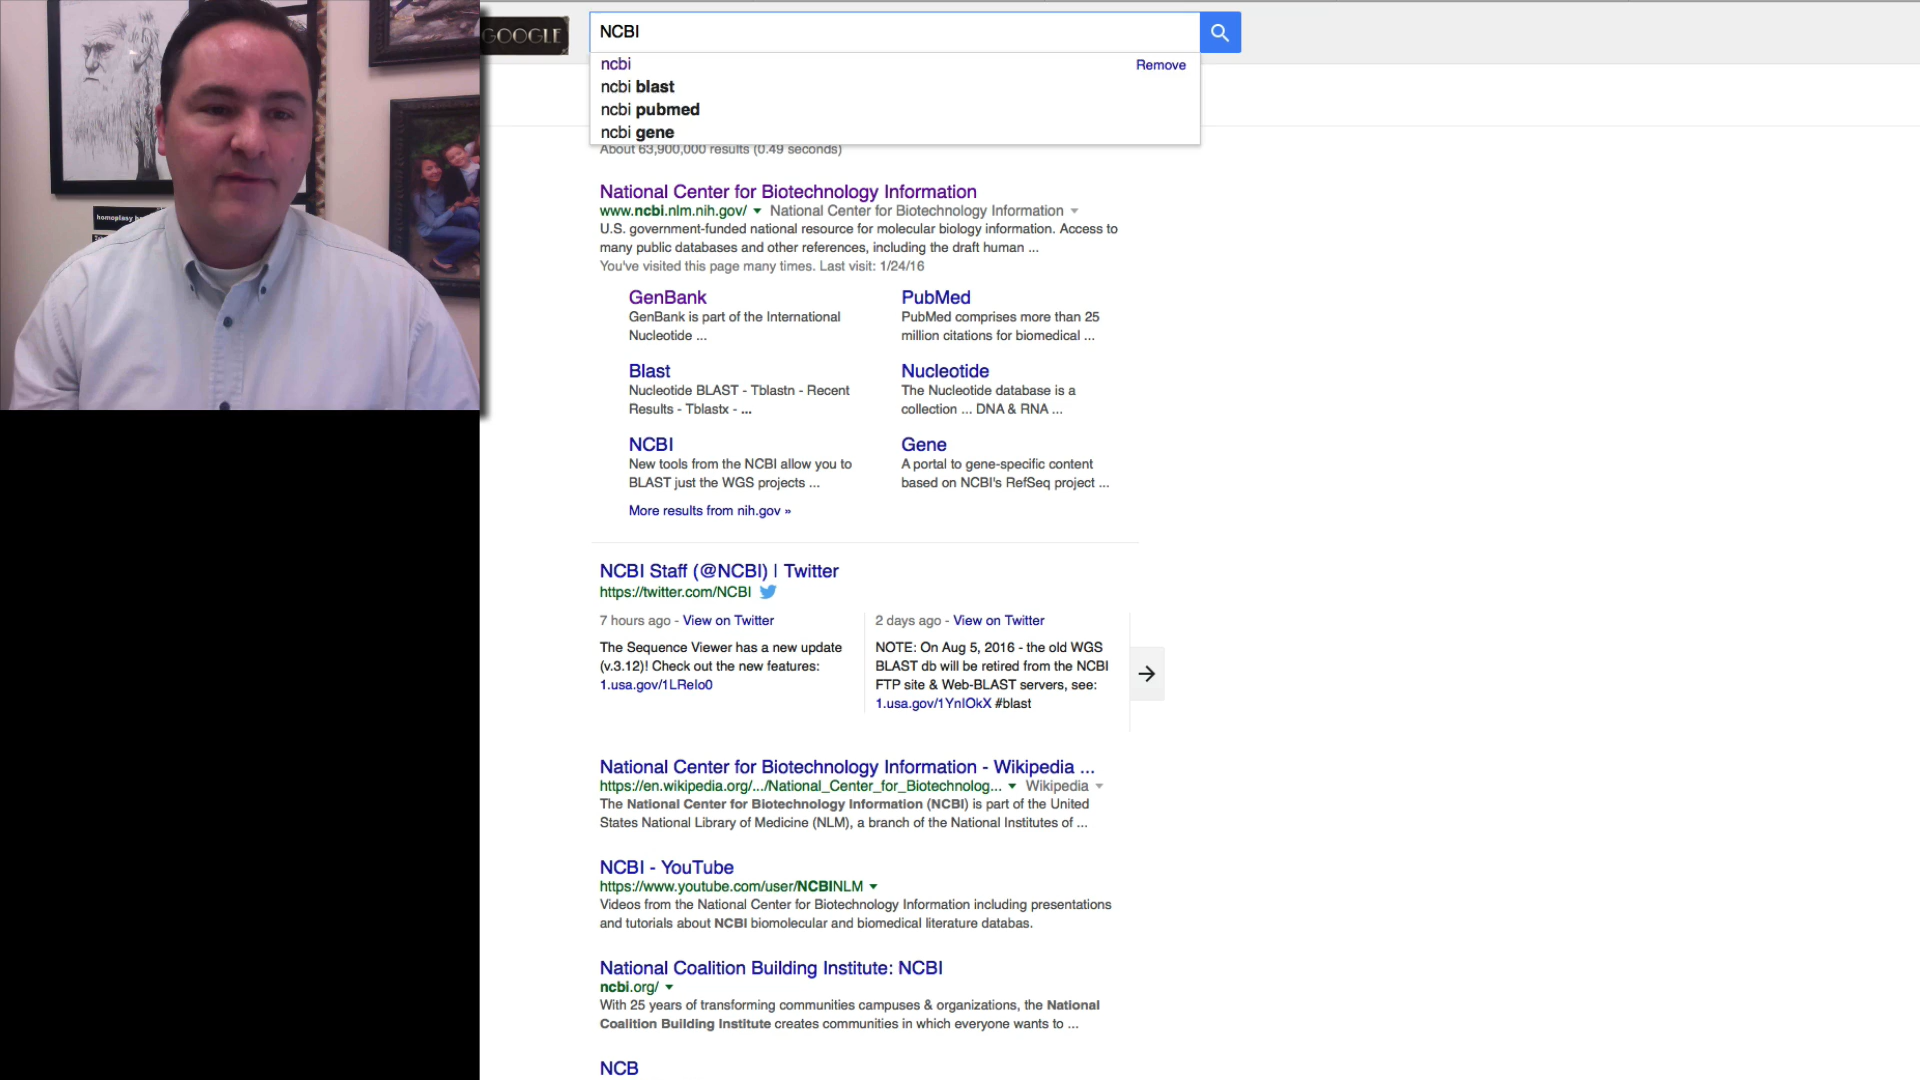 homoplasy
GOOGLE
NCBI
ncbi
Remove
ncbi blast
ncbi pubmed
ncbi gene
About 63,900,000 results (0.49 seconds)
National Center for Biotechnology Information
www.ncbi.nlm.nih.gov/ National Center for Biotechnology Information
U.S. government-funded national resource for molecular biology information. Access to
many public databases and other references, including the draft human ...
You've visited this page many times. Last visit: 1/24/16
GenBank
GenBank is part of the International
Nucleotide ...
PubMed
PubMed comprises more than 25
million citations for biomedical ...
Blast
Nucleotide BLAST - Tblastn - Recent
Results - Tblastx - ...
Nucleotide
The Nucleotide database is a
collection ... DNA & RNA ...
NCBI
New tools from the NCBI allow you to
BLAST just the WGS projects ...
Gene
A portal to gene-specific content
based on NCBI's RefSeq project ...
More results from nih.gov »
NCBI Staff (@NCBI) | Twitter
https://twitter.com/NCBI
7 hours ago - View on Twitter
The Sequence Viewer has a new update
(v.3.12)! Check out the new features:
1.usa.gov/1LRelo0
2 days ago - View on Twitter
NOTE: On Aug 5, 2016 - the old WGS
BLAST db will be retired from the NCBI
FTP site & Web-BLAST servers, see:
1.usa.gov/1YnIOkX #blast
National Center for Biotechnology Information - Wikipedia ...
https://en.wikipedia.org/.../National_Center_for_Biotechnolog... Wikipedia
The National Center for Biotechnology Information (NCBI) is part of the United
States National Library of Medicine (NLM), a branch of the National Institutes of ...
NCBI - YouTube
https://www.youtube.com/user/NCBINLM
Videos from the National Center for Biotechnology Information including presentations
and tutorials about NCBI biomolecular and biomedical literature databas.
National Coalition Building Institute: NCBI
ncbi.org/
With 25 years of transforming communities campuses & organizations, the National
Coalition Building Institute creates communities in which everyone wants to ...
NCB